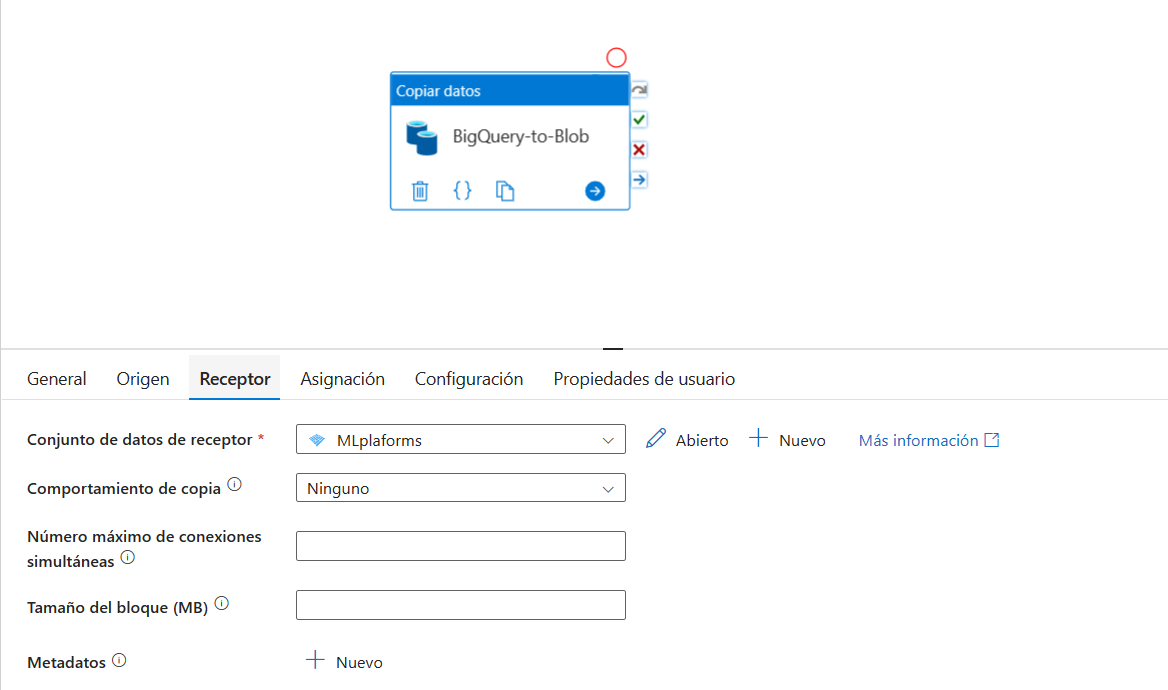 Copiar datos
BigQuery-to-Blob
General Origen Receptor Asignación Configuración Propiedades de usuario
Conjunto de datos de receptor * MLplaforms Abierto Nuevo Más información
Comportamiento de copia Ninguno
Número máximo de conexiones
simultáneas
Tamaño del bloque (MB)
Metadatos Nuevo